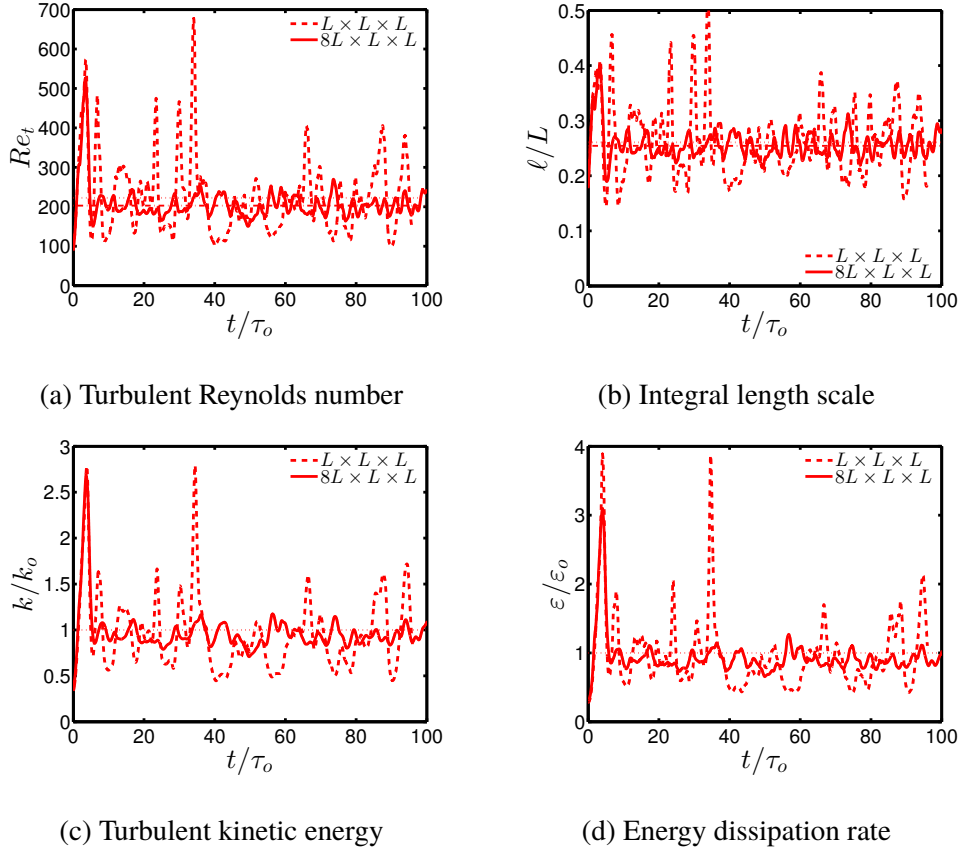 700
600
500
400
300
200
100
0
Re_t
L × L × L
8L × L × L
0 20 40 60 80 100
t/τ_o
(a) Turbulent Reynolds number
0.5
0.4
0.3
0.2
0.1
0
ℓ/L
L × L × L
8L × L × L
0 20 40 60 80 100
t/τ_o
(b) Integral length scale
3
2.5
2
1.5
1
0.5
0
k/k_o
L × L × L
8L × L × L
0 20 40 60 80 100
t/τ_o
(c) Turbulent kinetic energy
4
3
2
1
0
ε/ε_o
L × L × L
8L × L × L
0 20 40 60 80 100
t/τ_o
(d) Energy dissipation rate